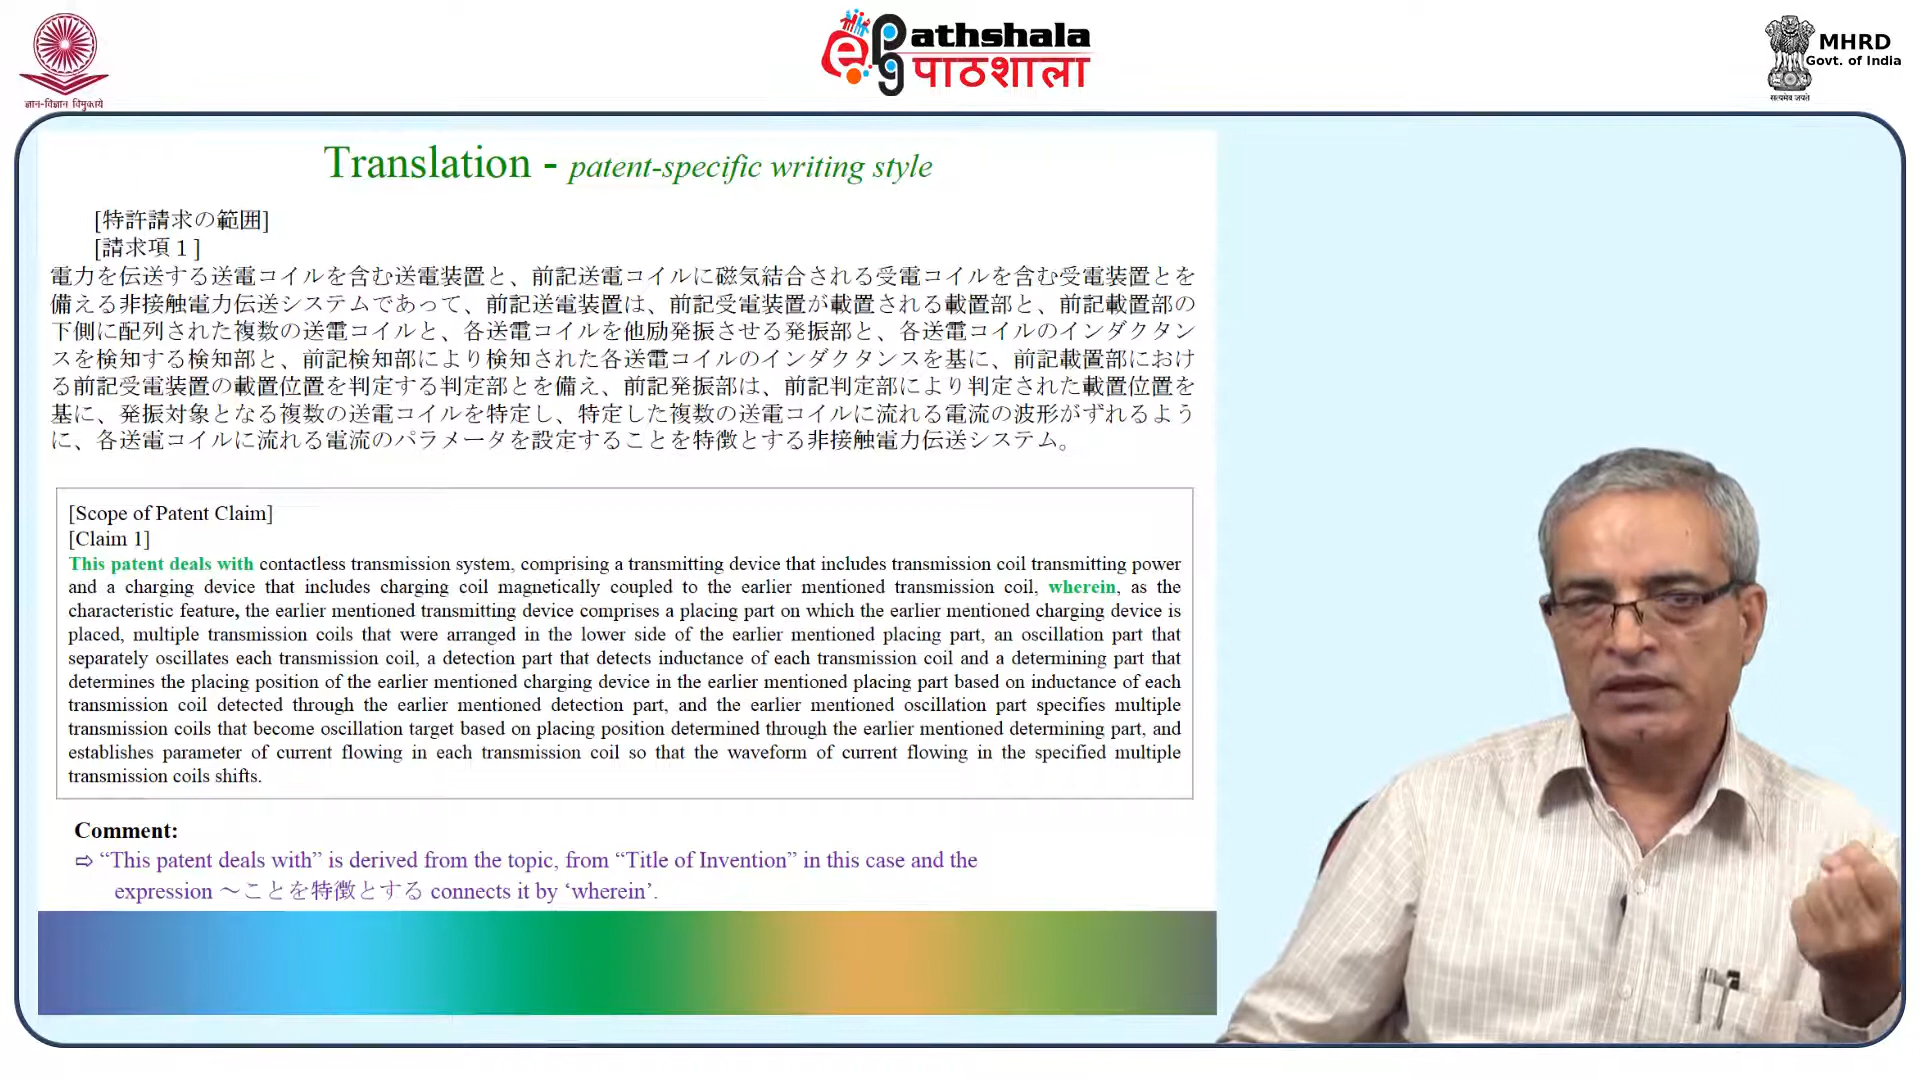 ज्ञान-विज्ञान विमुक्तये
ePathshala
पाठशाला
MHRD
Govt. of India
सत्यमेव जयते
Translation - patent-specific writing style
[特許請求の範囲]
[請求項１]
電力を伝送する送電コイルを含む送電装置と、前記送電コイルに磁気結合される受電コイルを含む受電装置とを
備える非接触電力伝送システムであって、前記送電装置は、前記受電装置が載置される載置部と、前記載置部の
下側に配列された複数の送電コイルと、各送電コイルを他励発振させる発振部と、各送電コイルのインダクタン
スを検知する検知部と、前記検知部により検知された各送電コイルのインダクタンスを基に、前記載置部におけ
る前記受電装置の載置位置を判定する判定部とを備え、前記発振部は、前記判定部により判定された載置位置を
基に、発振対象となる複数の送電コイルを特定し、特定した複数の送電コイルに流れる電流の波形がずれるよう
に、各送電コイルに流れる電流のパラメータを設定することを特徴とする非接触電力伝送システム。
[Scope of Patent Claim]
[Claim 1]
This patent deals with contactless transmission system, comprising a transmitting device that includes transmission coil transmitting power
and a charging device that includes charging coil magnetically coupled to the earlier mentioned transmission coil, wherein, as the
characteristic feature, the earlier mentioned transmitting device comprises a placing part on which the earlier mentioned charging device is
placed, multiple transmission coils that were arranged in the lower side of the earlier mentioned placing part, an oscillation part that
separately oscillates each transmission coil, a detection part that detects inductance of each transmission coil and a determining part that
determines the placing position of the earlier mentioned charging device in the earlier mentioned placing part based on inductance of each
transmission coil detected through the earlier mentioned detection part, and the earlier mentioned oscillation part specifies multiple
transmission coils that become oscillation target based on placing position determined through the earlier mentioned determining part, and
establishes parameter of current flowing in each transmission coil so that the waveform of current flowing in the specified multiple
transmission coils shifts.
Comment:
⇨ “This patent deals with” is derived from the topic, from “Title of Invention” in this case and the
expression ～ことを特徴とする connects it by ‘wherein’.